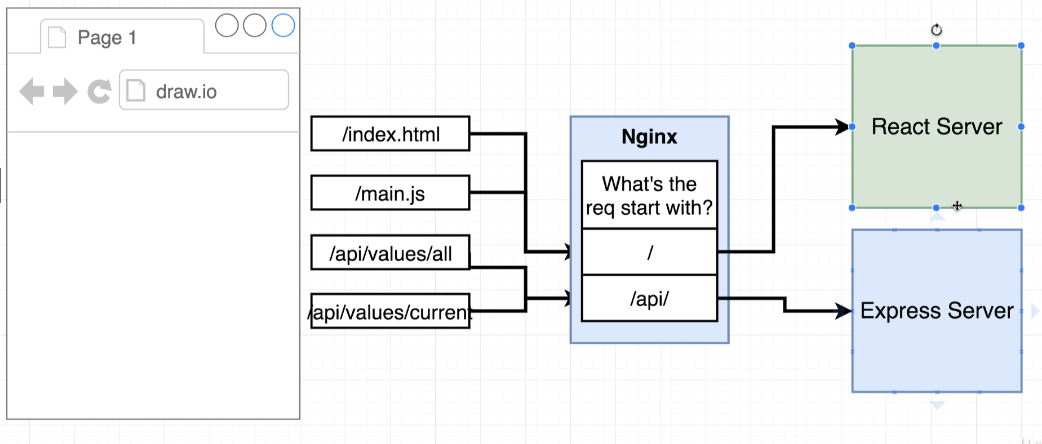 Page 1
draw.io
/index.html
/main.js
/api/values/all
/api/values/current
Nginx
What's the
req start with?
/
/api/
React Server
Express Server